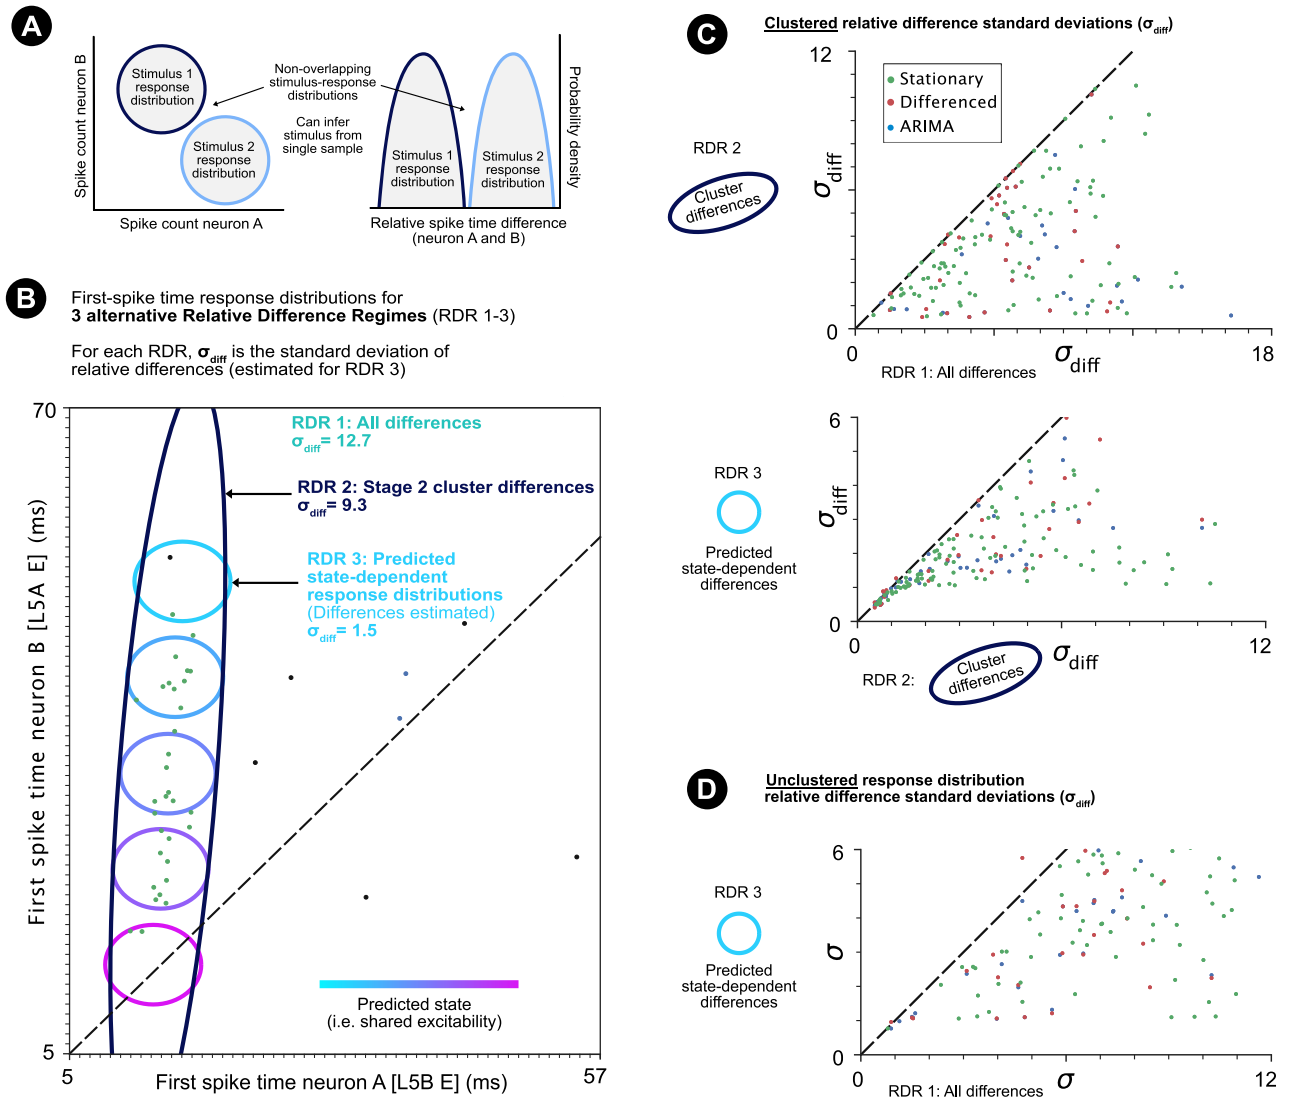 A
Spike count neuron B
Stimulus 1
response
distribution
Stimulus 2
response
distribution
Spike count neuron A
Non-overlapping
stimulus-response
distributions
Can infer
stimulus from
single sample
Stimulus 1
response
distribution
Stimulus 2
response
distribution
Probability density
Relative spike time difference
(neuron A and B)
B
First-spike time response distributions for
3 alternative Relative Difference Regimes (RDR 1-3)
For each RDR, σdiff is the standard deviation of
relative differences (estimated for RDR 3)
70
First spike time neuron B [L5A E] (ms)
5
RDR 1: All differences
σdiff= 12.7
RDR 2: Stage 2 cluster differences
σdiff= 9.3
RDR 3: Predicted
state-dependent
response distributions
(Differences estimated)
σdiff= 1.5
Predicted state
(i.e. shared excitability)
5
First spike time neuron A [L5B E] (ms)
57
C
Clustered relative difference standard deviations (σdiff)
RDR 2
Cluster
differences
12
σdiff
0
Stationary
Differenced
ARIMA
0
σdiff
18
RDR 1: All differences
RDR 3
Predicted
state-dependent
differences
6
σdiff
0
0
σdiff
12
RDR 2:
Cluster
differences
D
Unclustered response distribution
relative difference standard deviations (σdiff)
RDR 3
Predicted
state-dependent
differences
6
σ
0
0
σ
12
RDR 1: All differences